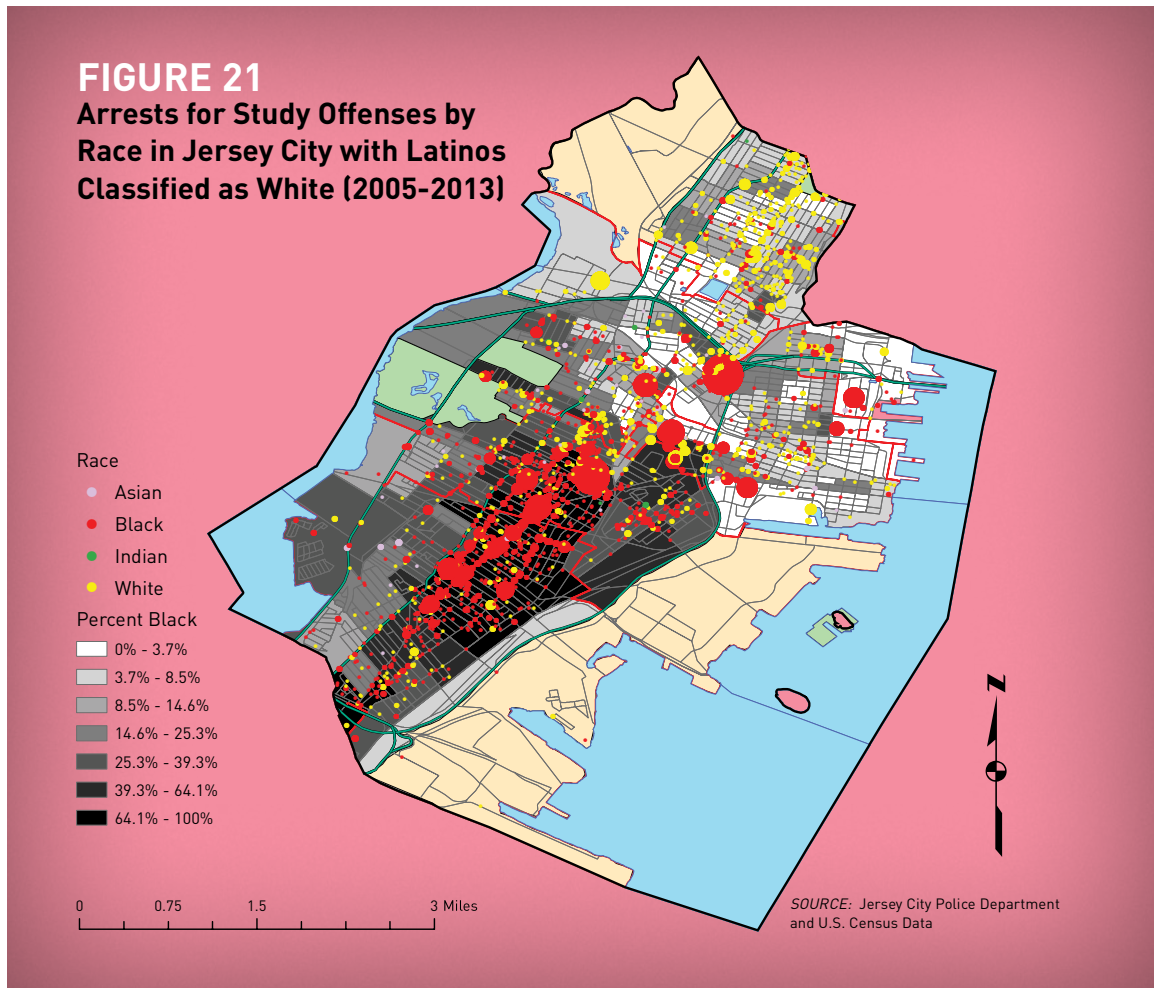 FIGURE 21
Arrests for Study Offenses by
Race in Jersey City with Latinos
Classified as White (2005-2013)
Race
Asian
Black
Indian
White
Percent Black
0% - 3.7%
3.7% - 8.5%
8.5% - 14.6%
14.6% - 25.3%
25.3% - 39.3%
39.3% - 64.1%
64.1% - 100%
N
0 0.75 1.5 3 Miles
SOURCE: Jersey City Police Department
and U.S. Census Data